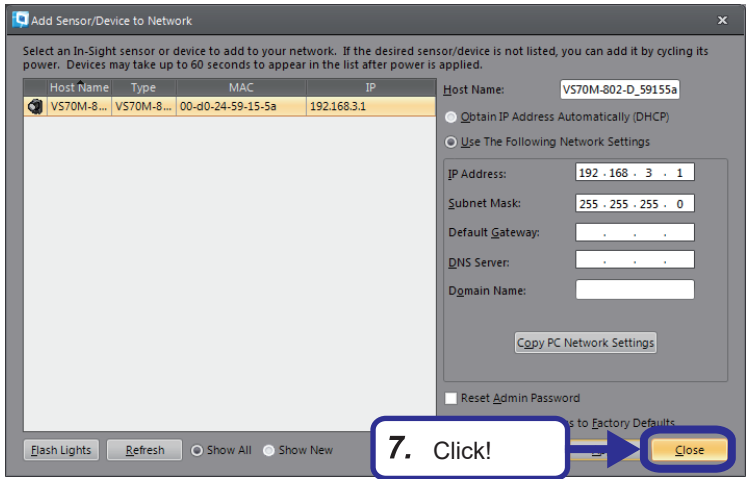 Add Sensor/Device to Network
Select an In-Sight sensor or device to add to your network. If the desired sensor/device is not listed, you can add it by cycling its
power. Devices may take up to 60 seconds to appear in the list after power is applied.
Host Name Type MAC IP
VS70M-8... VS70M-8... 00-d0-24-59-15-5a 192.168.3.1
Host Name: VS70M-802-D_59155a
Obtain IP Address Automatically (DHCP)
Use The Following Network Settings
IP Address: 192 . 168 . 3 . 1
Subnet Mask: 255 . 255 . 255 . 0
Default Gateway: . . .
DNS Server: . . .
Domain Name:
Copy PC Network Settings
Reset Admin Password
s to Factory Defaults
Flash Lights Refresh Show All Show New
7. Click!
Close